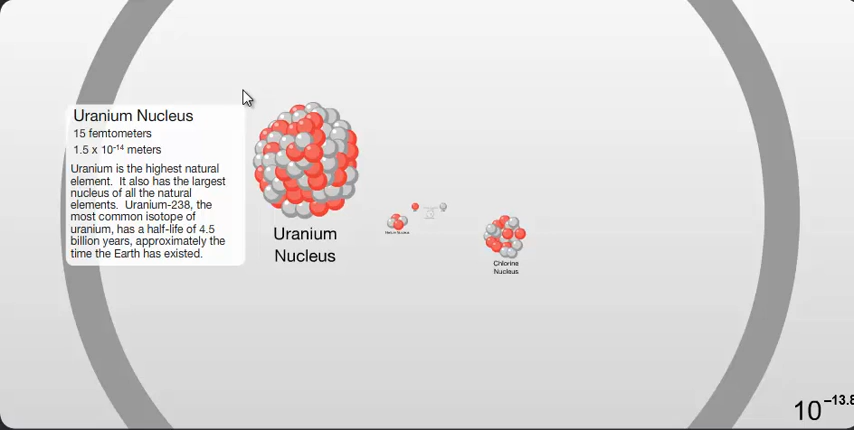 Uranium Nucleus
15 femtometers
1.5 x 10⁻¹⁴ meters
Uranium is the highest natural
element. It also has the largest
nucleus of all the natural
elements. Uranium-238, the
most common isotope of
uranium, has a half-life of 4.5
billion years, approximately the
time the Earth has existed.
Uranium
Nucleus
Chlorine
Nucleus
10⁻¹³·⁸